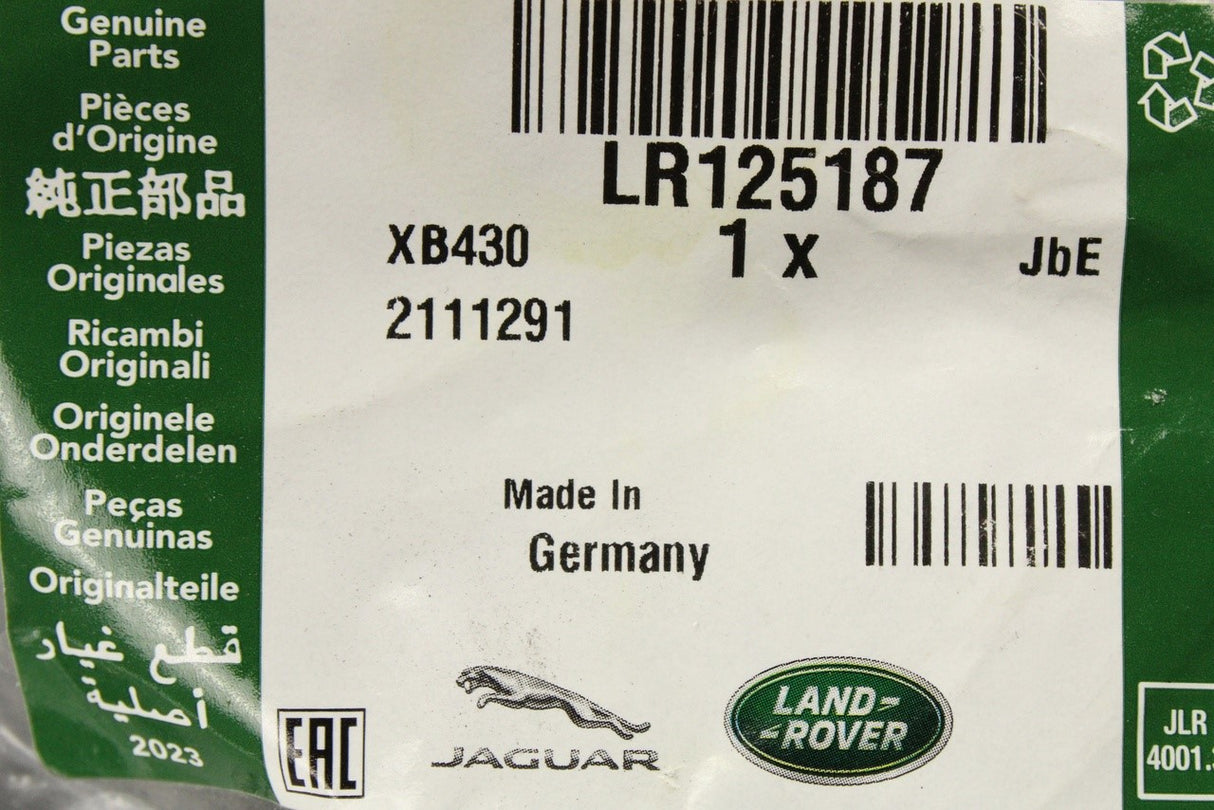 Genuine
Parts
Pièces
d'Origine
純正部品
Piezas
Originales
Ricambi
Originali
Originele
Onderdelen
Peças
Genuinas
Originalteile
قطع غيار
أصلية
2023
LR125187
XB430 1 x JbE
2111291
Made In
Germany
EAC
JAGUAR
LAND-
-ROVER
JLR
4001.